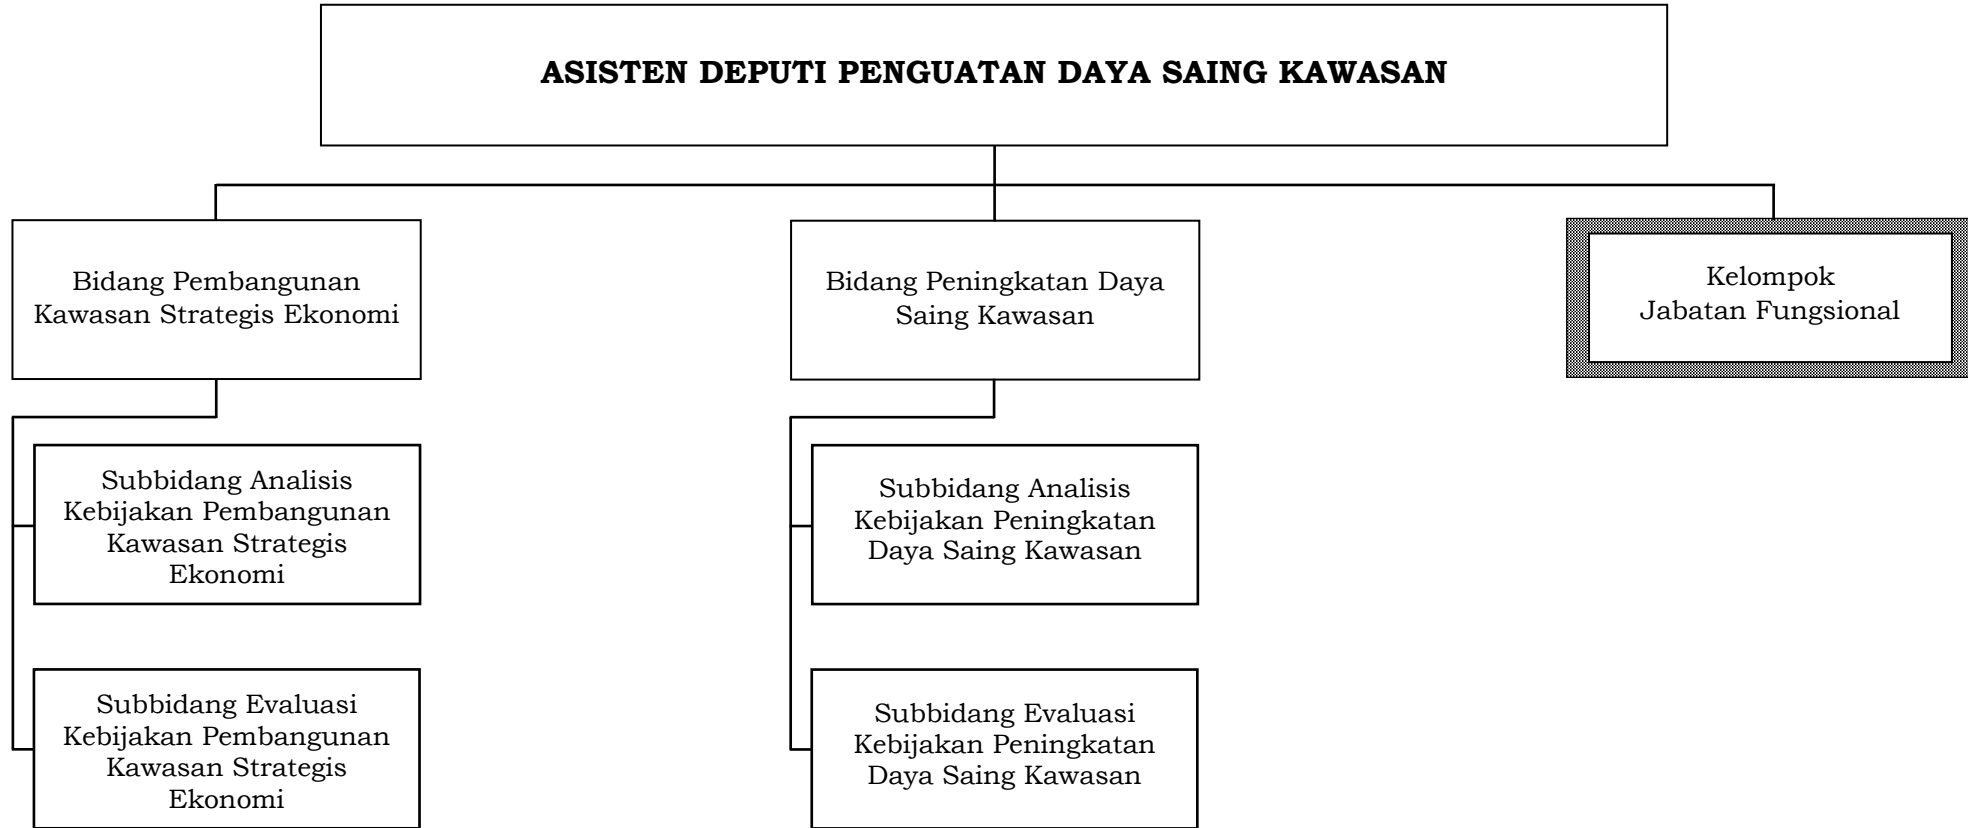 ASISTEN DEPUTI PENGUATAN DAYA SAING KAWASAN
Bidang Pembangunan
Kawasan Strategis Ekonomi
Bidang Peningkatan Daya
Saing Kawasan
Kelompok
Jabatan Fungsional
Subbidang Analisis
Kebijakan Pembangunan
Kawasan Strategis
Ekonomi
Subbidang Analisis
Kebijakan Peningkatan
Daya Saing Kawasan
Subbidang Evaluasi
Kebijakan Pembangunan
Kawasan Strategis
Ekonomi
Subbidang Evaluasi
Kebijakan Peningkatan
Daya Saing Kawasan